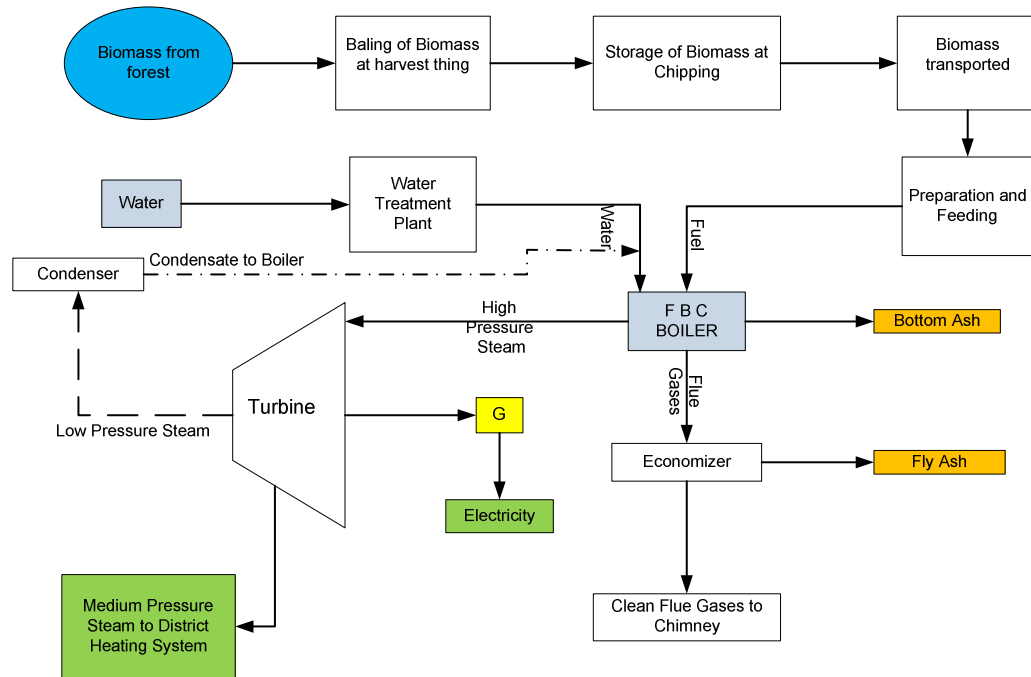 Biomass from
forest
Baling of Biomass
at harvest thing
Storage of Biomass at
Chipping
Biomass
transported
Water
Water
Treatment
Plant
Water
Fuel
Preparation and
Feeding
Condenser
Condensate to Boiler
High
Pressure
Steam
F B C
BOILER
Bottom Ash
Flue
Gases
Turbine
Low Pressure Steam
G
Economizer
Fly Ash
Electricity
Medium Pressure
Steam to District
Heating System
Clean Flue Gases to
Chimney